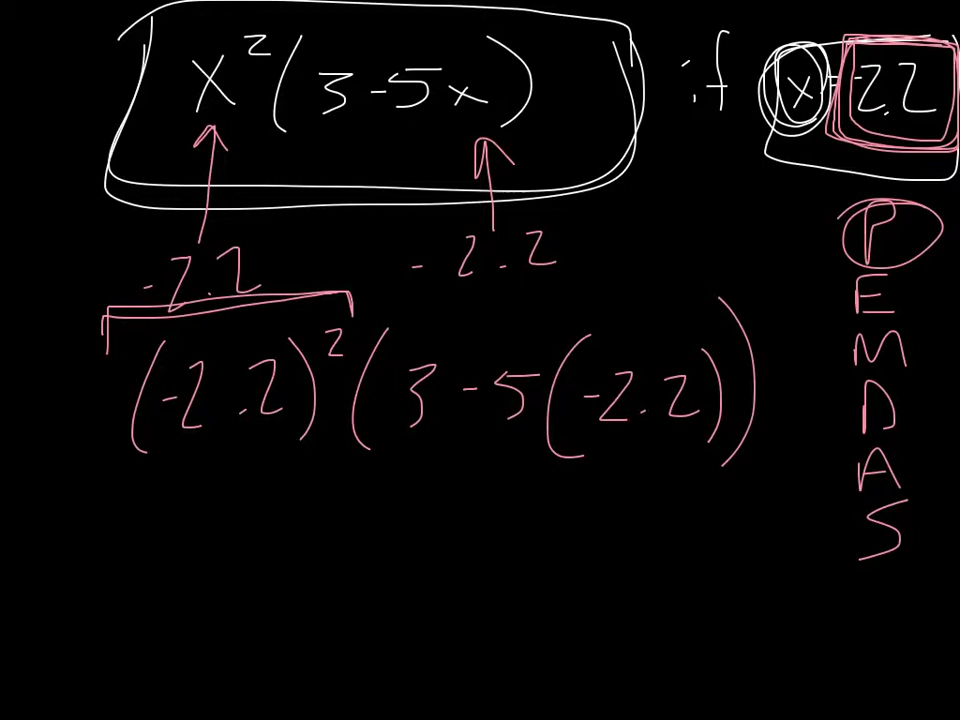 x²(3-5x) if x=-2.2
-2.2 -2.2
(-2.2)²(3-5(-2.2))
P
E
M
D
A
S